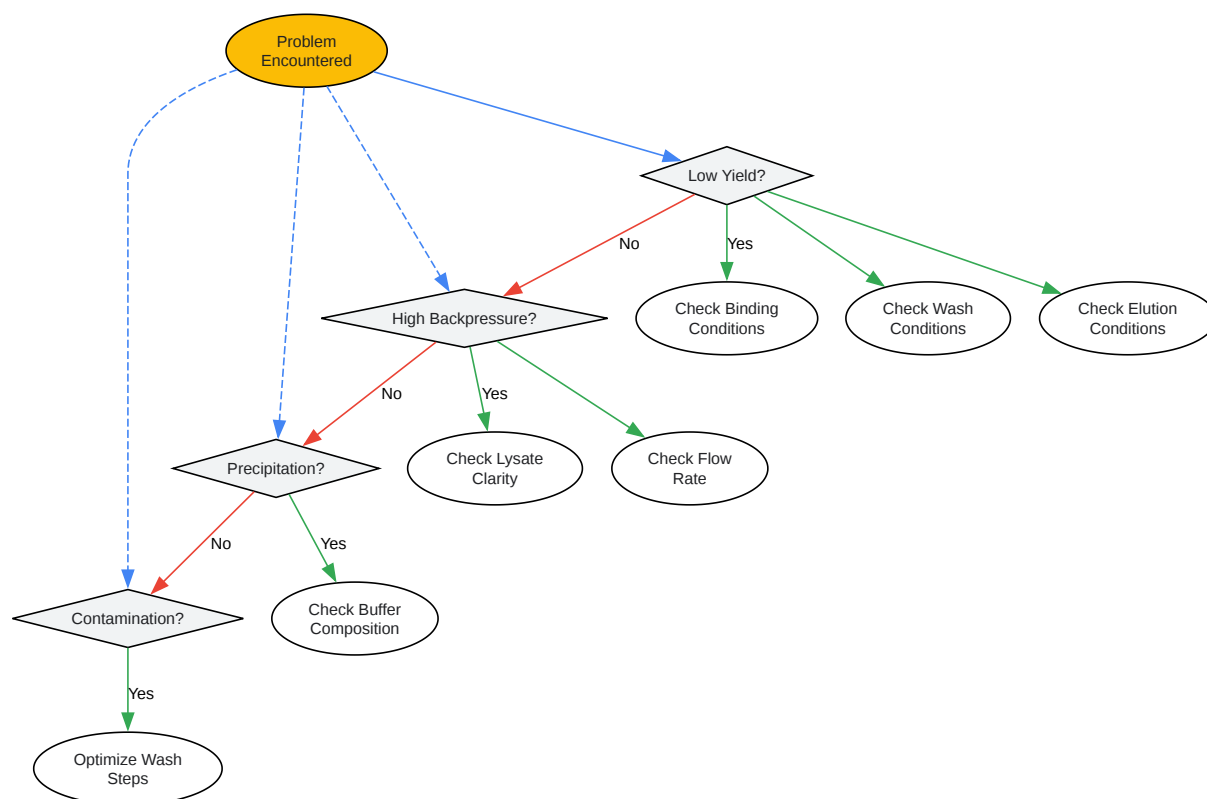 Problem
Encountered
Low Yield?
No
Yes
High Backpressure?
Check Binding
Conditions
Check Wash
Conditions
Check Elution
Conditions
No
Yes
Precipitation?
Check Lysate
Clarity
Check Flow
Rate
No
Yes
Contamination?
Check Buffer
Composition
Yes
Optimize Wash
Steps